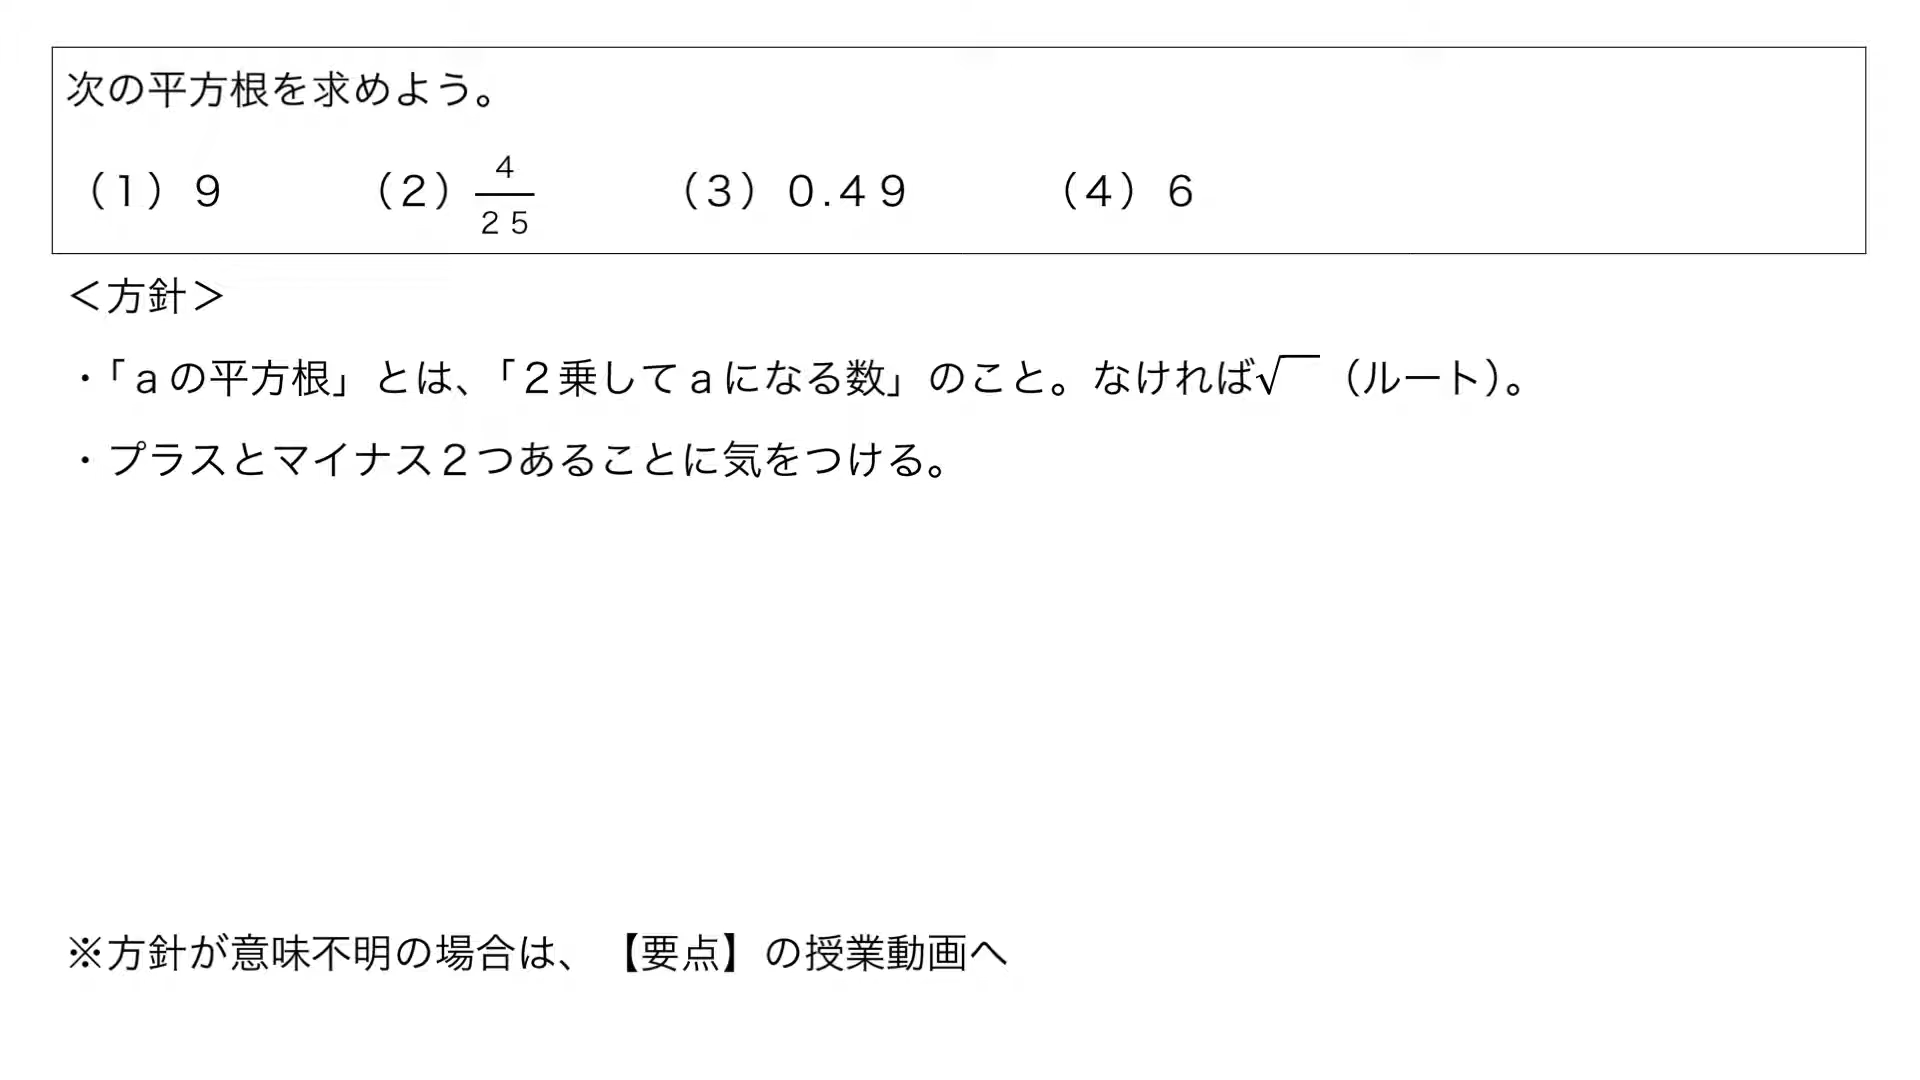 次の平方根を求めよう。
（１）９　（２）４／２５　（３）０.４９　（４）６
＜方針＞
・「ａの平方根」とは、「２乗してａになる数」のこと。なければ√‾（ルート）。
・プラスとマイナス２つあることに気をつける。
※方針が意味不明の場合は、【要点】の授業動画へ